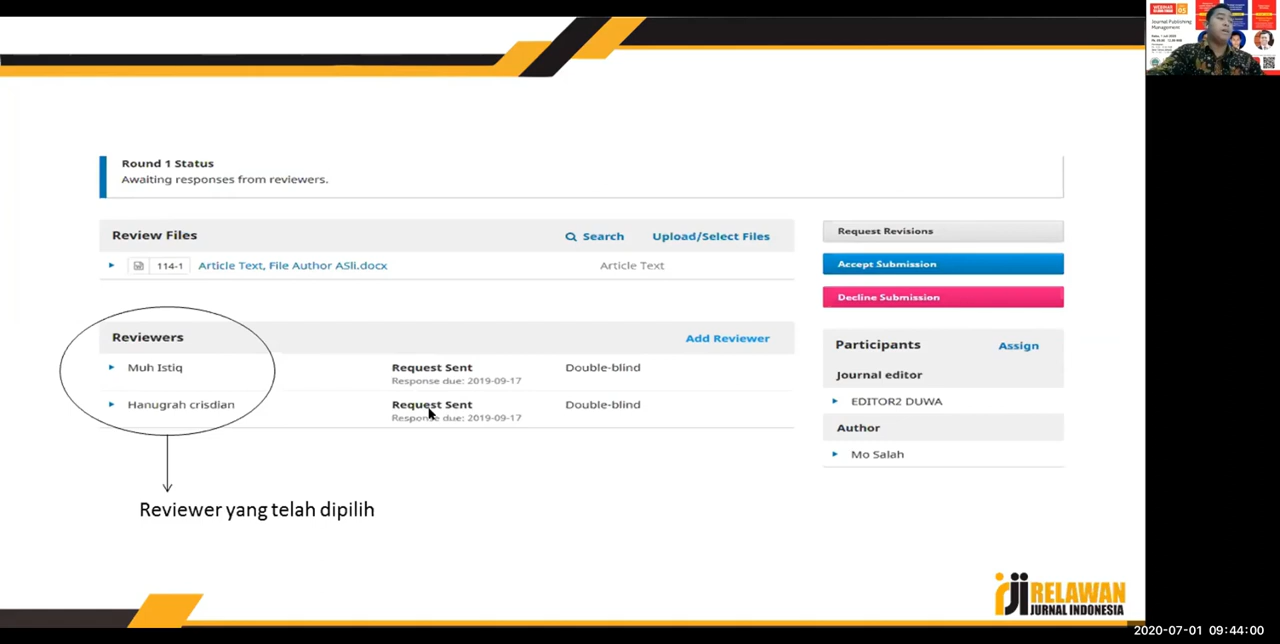 Round 1 Status
Awaiting responses from reviewers.
Review Files
Search
Upload/Select Files
114-1
Article Text, File Author ASli.docx
Article Text
Request Revisions
Accept Submission
Decline Submission
Reviewers
Add Reviewer
Muh Istiq
Request Sent
Double-blind
Response due: 2019-09-17
Hanugrah crisdian
Request Sent
Double-blind
Response due: 2019-09-17
Participants
Assign
Journal editor
EDITOR2 DUWA
Author
Mo Salah
Reviewer yang telah dipilih
RELAWAN
JURNAL INDONESIA
Journal Publishing
Management
2020-07-01 09:44:00